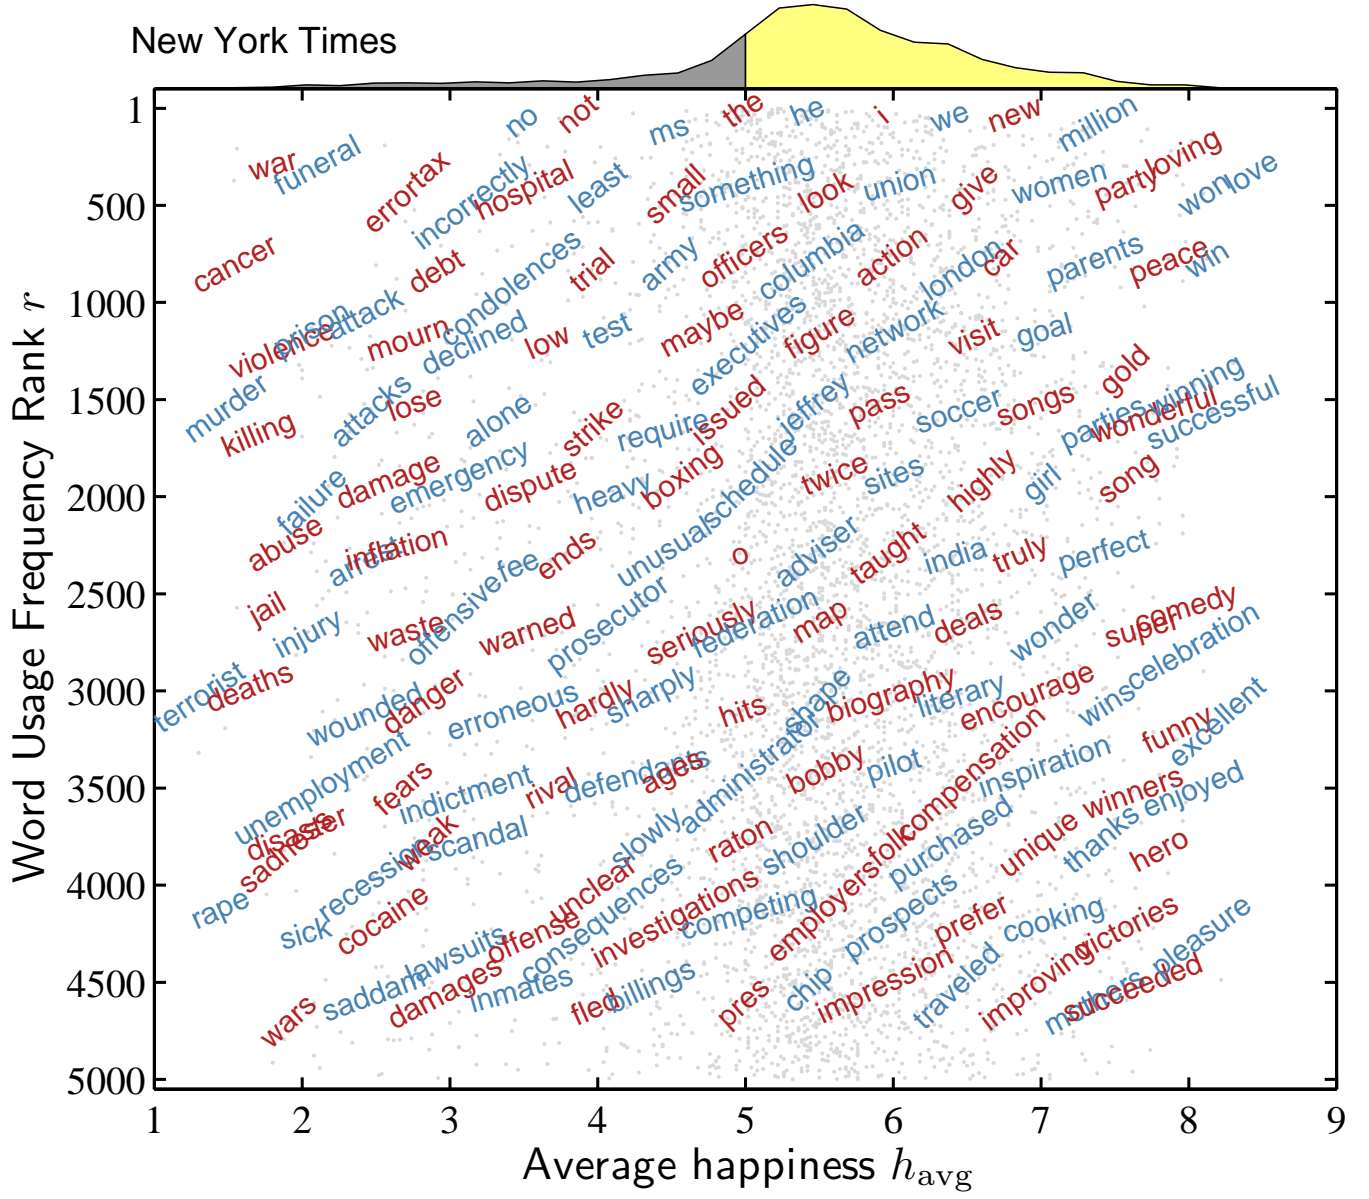 New York Times
1
no
not
ms
the
he
i
we
new
million
war
funeral
errortax
incorrectly
hospital
least
small
something
look
union
give
women
party
loving
won
love
500
cancer
debt
condolences
trial
army
officers
columbia
action
london
car
parents
peace
win
1000
violence
prison
attack
mourn
declined
low
test
maybe
executives
figure
network
visit
goal
gold
1500
murder
killing
attacks
lose
alone
strike
require
issued
jeffrey
pass
soccer
songs
parties
wonderful
winning
successful
2000
failure
abuse
damage
emergency
dispute
heavy
boxing
schedule
twice
sites
highly
girl
song
arrest
inflation
fee
ends
unusual
o
adviser
taught
india
truly
perfect
2500
jail
injury
waste
offensive
warned
prosecutor
seriously
federation
map
attend
deals
wonder
super
comedy
celebration
3000
terrorist
deaths
wounded
danger
erroneous
hardly
sharply
hits
shape
biography
literary
encourage
wins
funny
excellent
3500
unemployment
fears
indictment
rival
defendants
ages
administrator
bobby
pilot
compensation
inspiration
winners
enjoyed
disaster
sadness
recession
weak
scandal
slowly
raton
shoulder
folk
purchased
unique
thanks
hero
4000
rape
sick
cocaine
unclear
consequences
investigations
competing
employers
prospects
prefer
cooking
victories
pleasure
4500
wars
saddam
lawsuits
damages
offense
inmates
fled
billings
pres
chip
impression
traveled
improving
mothers
succeeded
5000
1 2 3 4 5 6 7 8 9
Word Usage Frequency Rank r
Average happiness h avg